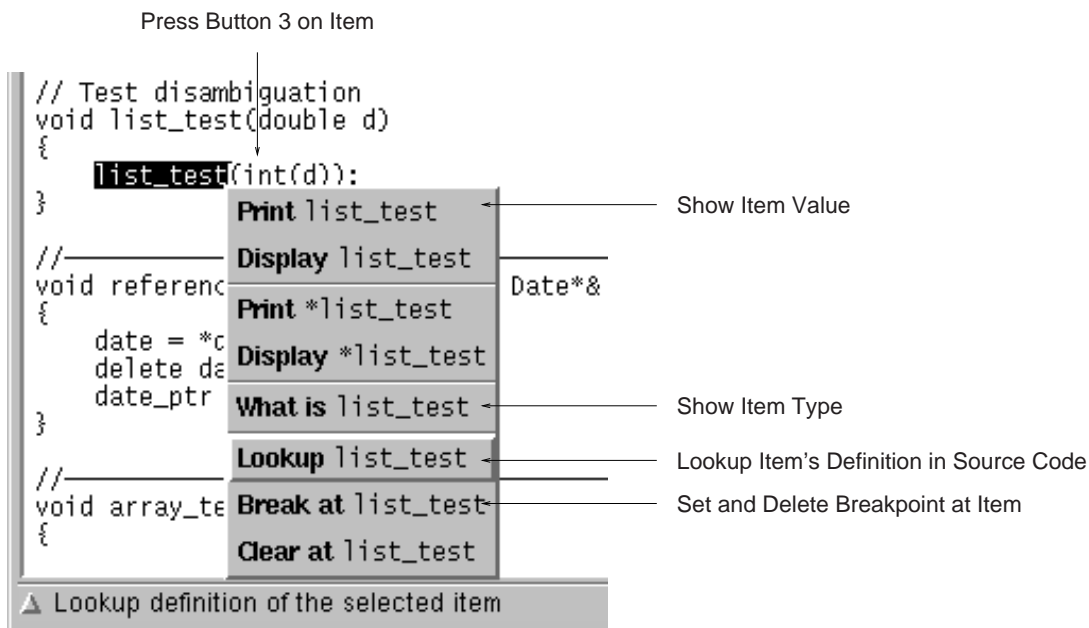 Press Button 3 on Item
// Test disambiguation
void list_test(double d)
{
list_test(int(d));
}
Print list_test
Show Item Value
Display list_test
//
void referenc
Date*&
{
Print *list_test
date = *
Display *list_test
delete da
date_ptr
What is list_test
Show Item Type
}
Lookup list_test
Lookup Item's Definition in Source Code
//
void array_te
Break at list_test
Set and Delete Breakpoint at Item
{
Clear at list_test
Lookup definition of the selected item